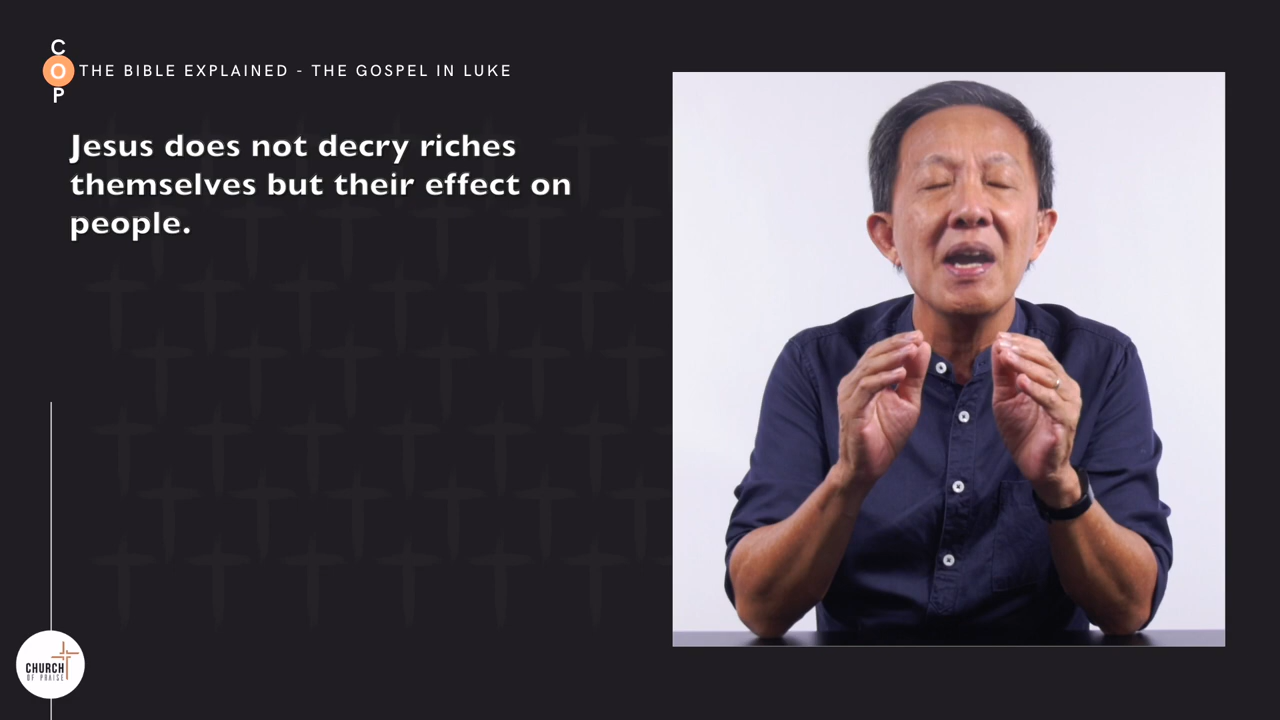 C
O THE BIBLE EXPLAINED - THE GOSPEL IN LUKE
P
Jesus does not decry riches
themselves but their effect on
people.
CHURCH
OF PRAISE